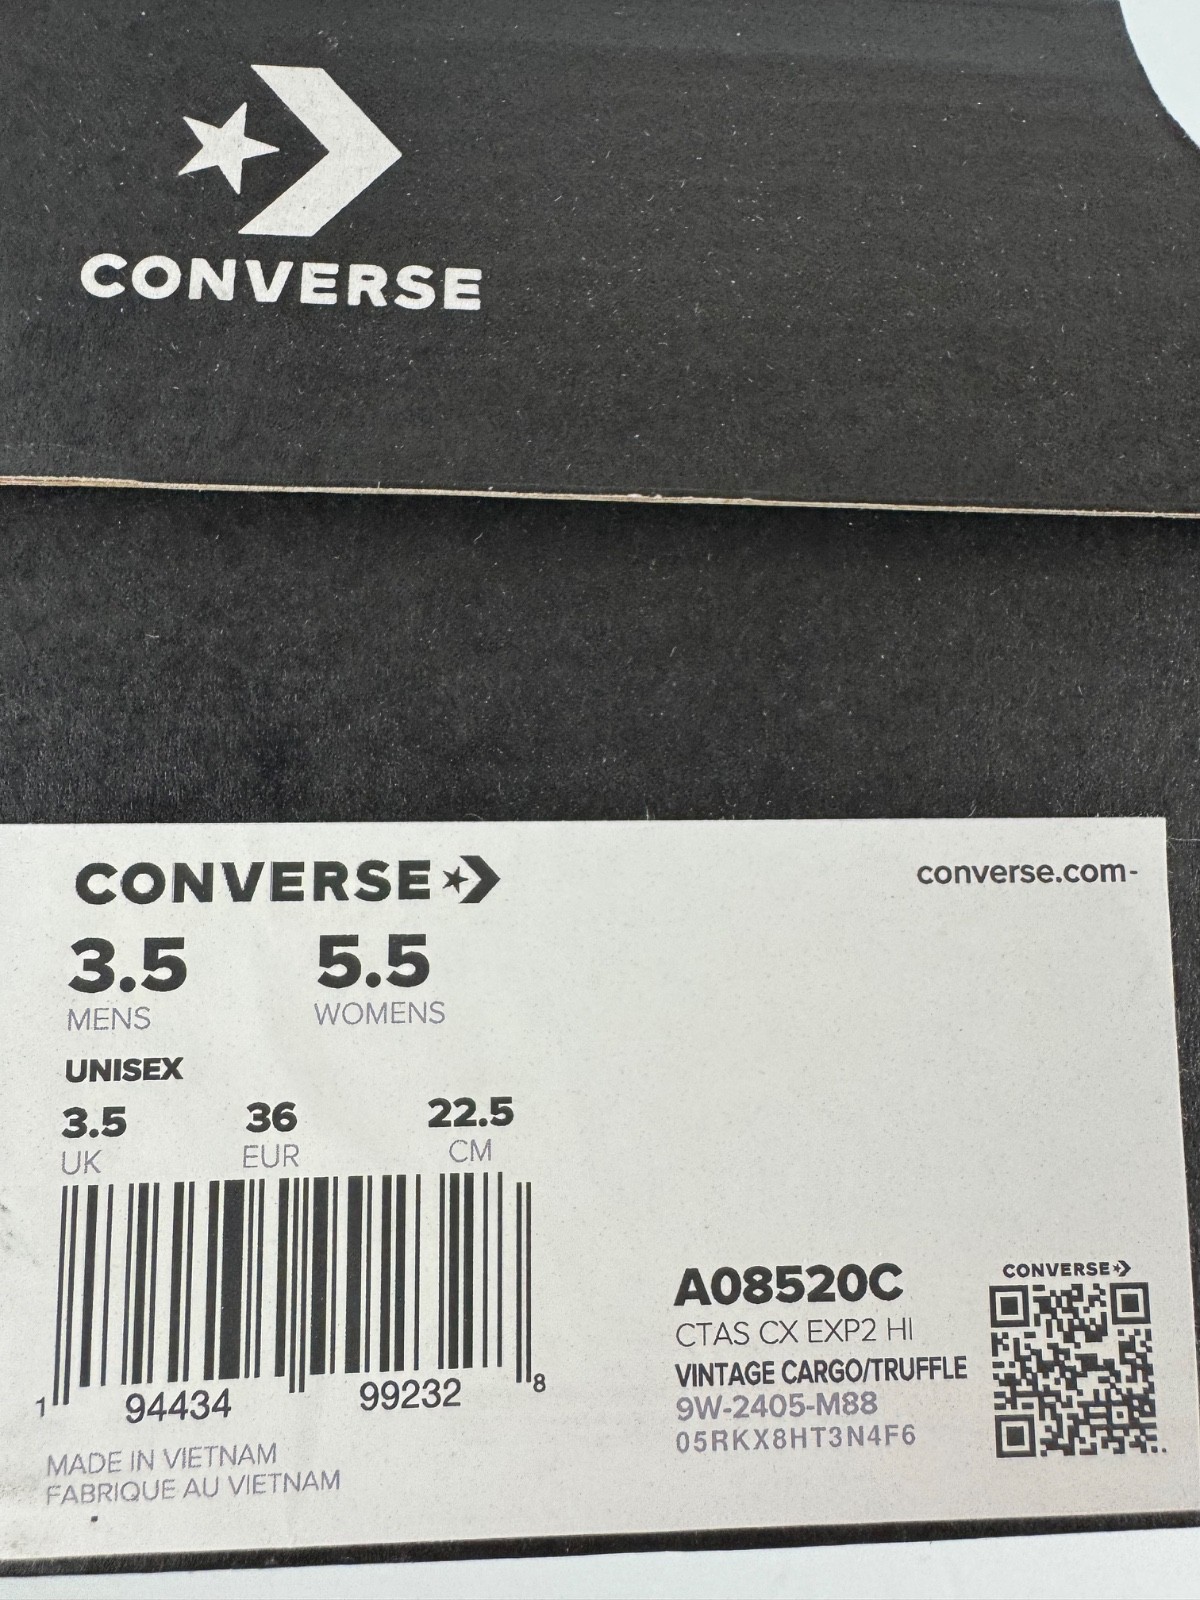 CONVERSE
CONVERSE
converse.com-
3.5 5.5
MENS WOMENS
UNISEX
3.5 36 22.5
UK EUR CM
1 94434 99232 8
MADE IN VIETNAM
FABRIQUE AU VIETNAM
CONVERSE
A08520C
CTAS CX EXP2 HI
VINTAGE CARGO/TRUFFLE
9W-2405-M88
05RKX8HT3N4F6